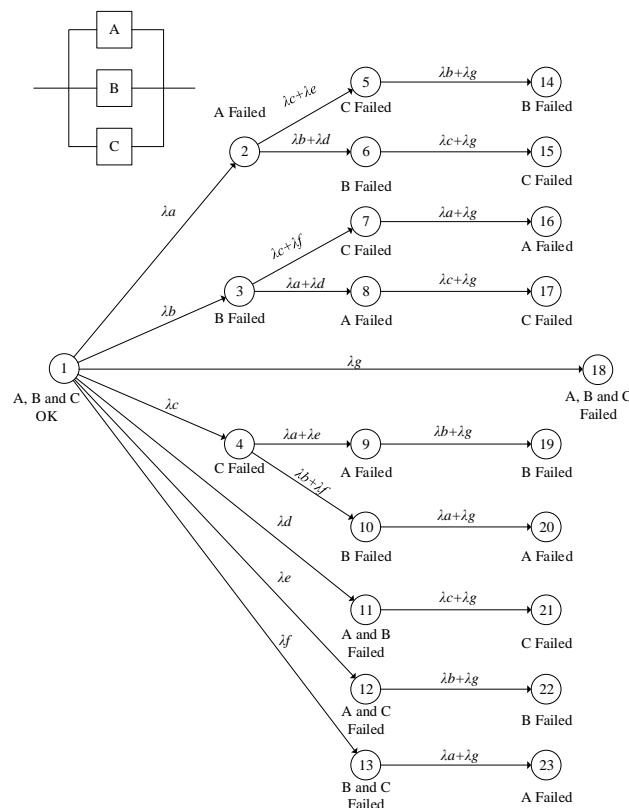 A
B
C
A Failed
λc+λe
5
λb+λg
14
C Failed
B Failed
2
λb+λd
6
λc+λg
15
B Failed
C Failed
λa
λc+λf
7
λa+λg
16
C Failed
A Failed
λb
3
λa+λd
8
λc+λg
17
B Failed
A Failed
C Failed
1
λg
18
A, B and C
OK
A, B and C
Failed
λc
4
λa+λe
9
λb+λg
19
C Failed
A Failed
B Failed
λb+λf
10
λa+λg
20
B Failed
A Failed
λd
11
λc+λg
21
A and B
Failed
C Failed
λe
12
λb+λg
22
A and C
Failed
B Failed
λf
13
λa+λg
23
B and C
Failed
A Failed